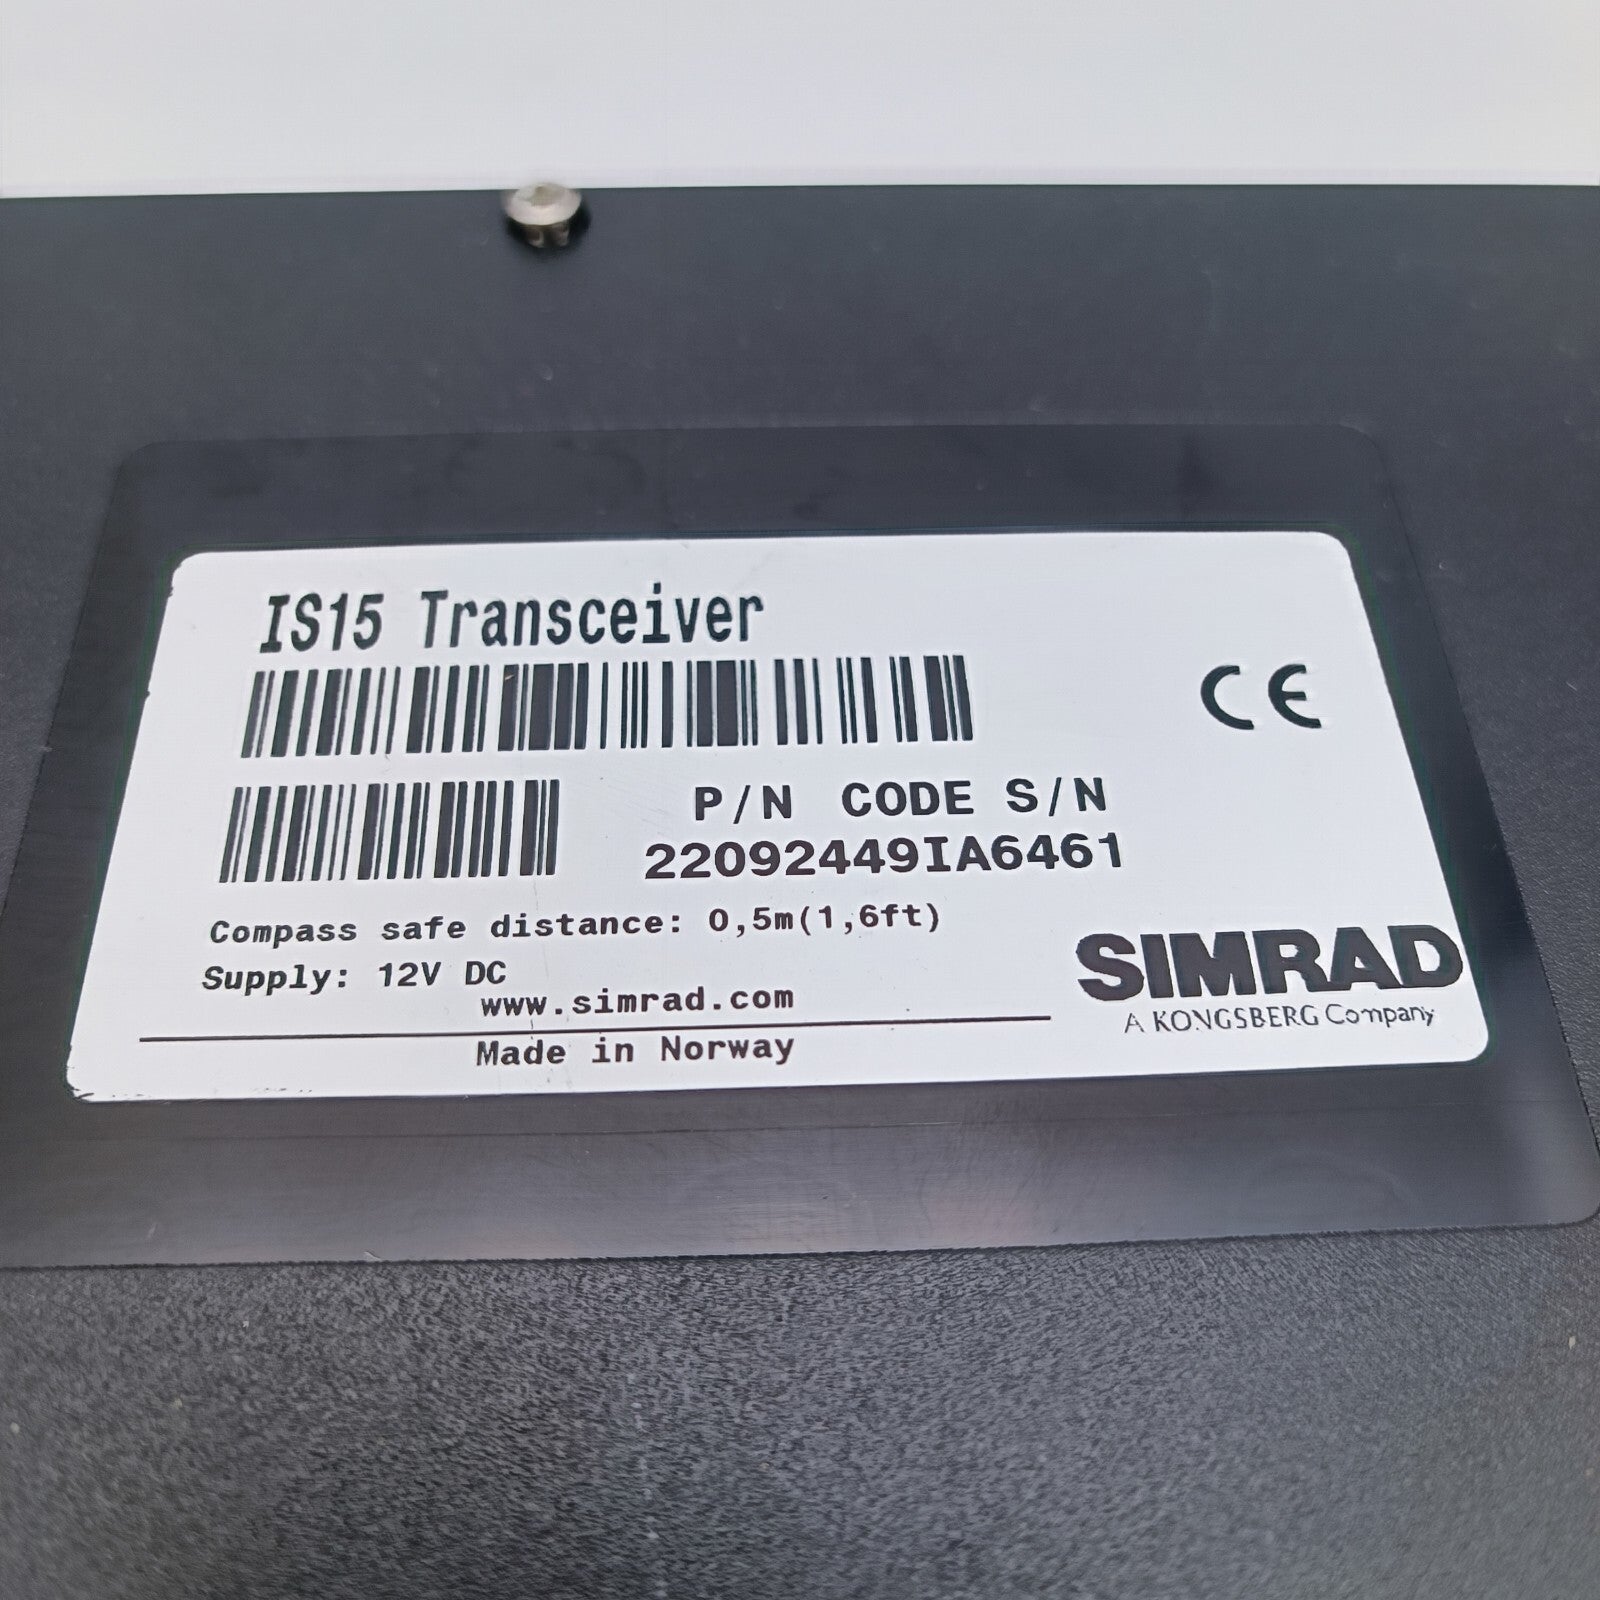 IS15 Transceiver
CE
P/N CODE S/N
22092449IA6461
Compass safe distance: 0,5m(1,6ft)
Supply: 12V DC
www.simrad.com
Made in Norway
SIMRAD
A KONGSBERG Company